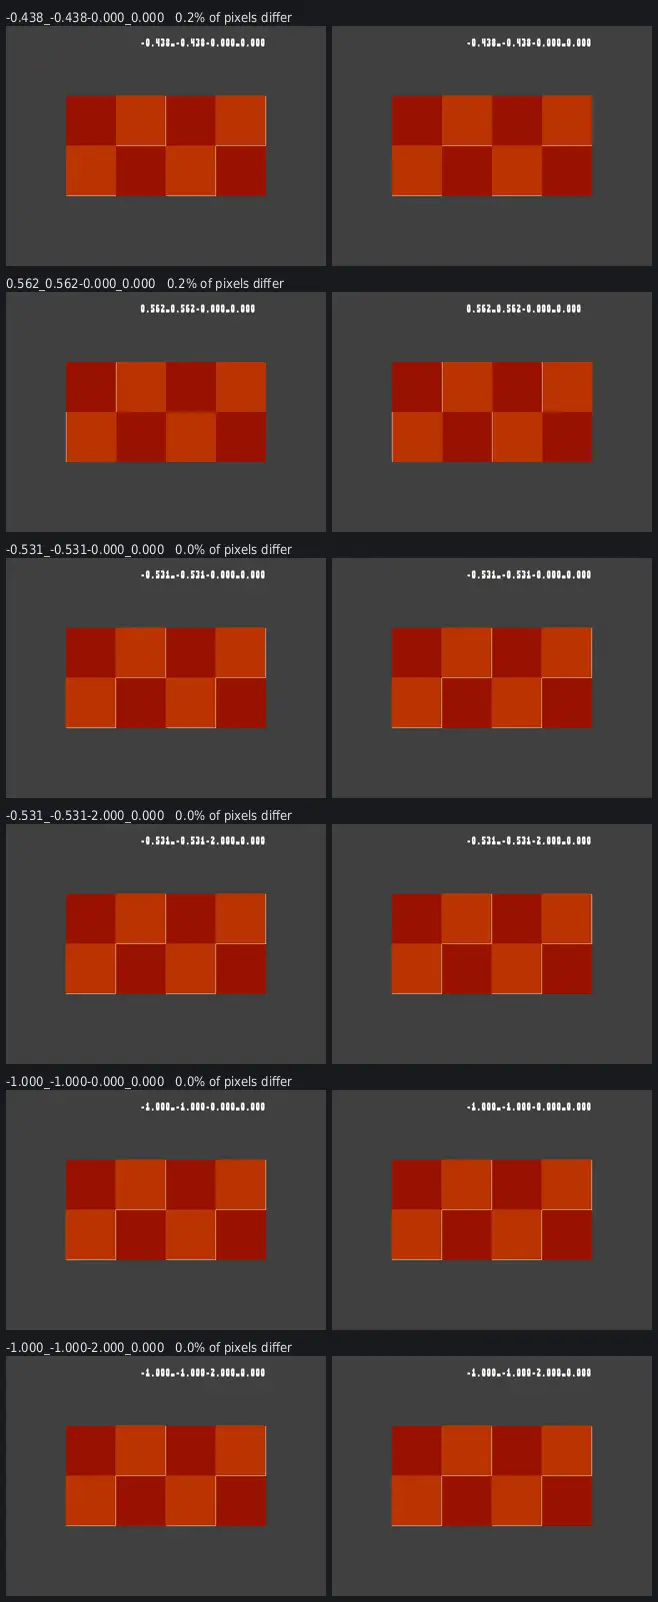 -0.438_-0.438-0.000_0.000 0.2% of pixels differ
-0.438_-0.438-0.000_0.000 -0.438_-0.438-0.000_0.000
0.562_0.562-0.000_0.000 0.2% of pixels differ
0.562_0.562-0.000_0.000 0.562_0.562-0.000_0.000
-0.531_-0.531-0.000_0.000 0.0% of pixels differ
-0.531_-0.531-0.000_0.000 -0.531_-0.531-0.000_0.000
-0.531_-0.531-2.000_0.000 0.0% of pixels differ
-0.531_-0.531-2.000_0.000 -0.531_-0.531-2.000_0.000
-1.000_-1.000-0.000_0.000 0.0% of pixels differ
-1.000_-1.000-0.000_0.000 -1.000_-1.000-0.000_0.000
-1.000_-1.000-2.000_0.000 0.0% of pixels differ
-1.000_-1.000-2.000_0.000 -1.000_-1.000-2.000_0.000